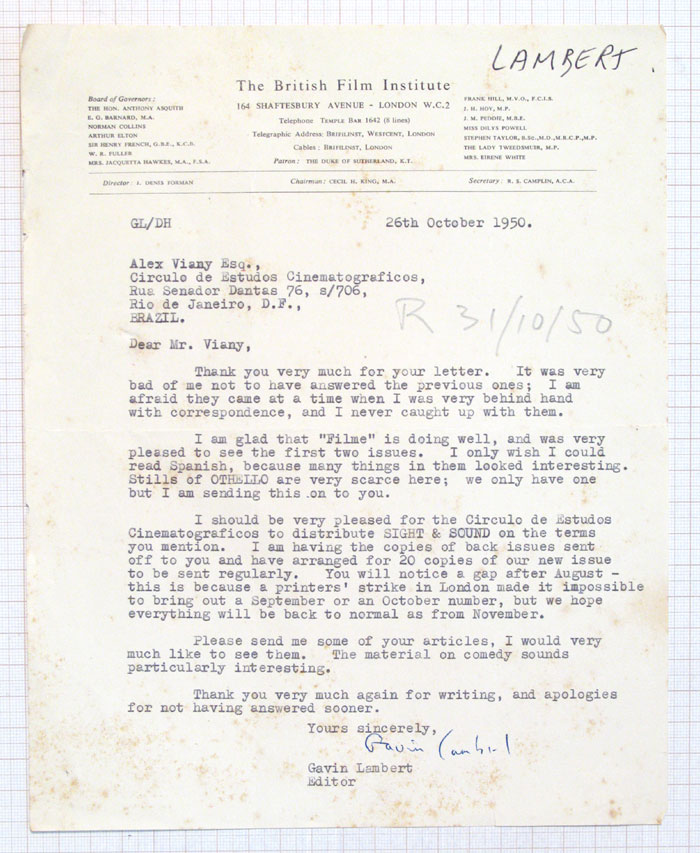 LAMBERT.
The British Film Institute
164 SHAFTESBURY AVENUE - LONDON W.C.2
Telephone TEMPLE BAR 1642 (8 lines)
Telegraphic Address: BRIFILINST, WESTCENT, LONDON
Cables: BRIFILINST, LONDON
Patron: THE DUKE OF SUTHERLAND, K.T.
Board of Governors:
THE HON. ANTHONY ASQUITH
E. G. BARNARD, M.A.
NORMAN COLLINS
ARTHUR ELTON
SIR HENRY FRENCH, G.B.E., K.C.B.
W. R. FULLER
MRS. JACQUETTA HAWKES, M.A., F.S.A.
FRANK HILL, M.V.O., F.C.I.S.
J. H. HOY, M.P.
J. M. PEDDIE, M.B.E.
MISS DILYS POWELL
STEPHEN TAYLOR, B.Sc., M.D., M.R.C.P., M.P.
THE LADY TWEEDSMUIR, M.P.
MRS. EIRENE WHITE
Director: J. DENIS FORMAN
Chairman: CECIL H. KING, M.A.
Secretary: R. S. CAMPLIN, A.C.A.
GL/DH 26th October 1950.
Alex Viany Esq.,
Circulo de Estudos Cinematograficos,
Rua Senador Dantas 76, s/706,
Rio de Janeiro, D.F.,
BRAZIL.
R 31/10/50
Dear Mr. Viany,
Thank you very much for your letter. It was very
bad of me not to have answered the previous ones; I am
afraid they came at a time when I was very behind hand
with correspondence, and I never caught up with them.
I am glad that "Filme" is doing well, and was very
pleased to see the first two issues. I only wish I could
read Spanish, because many things in them looked interesting.
Stills of OTHELLO are very scarce here; we only have one
but I am sending this .on to you.
I should be very pleased for the Circulo de Estudos
Cinematograficos to distribute SIGHT & SOUND on the terms
you mention. I am having the copies of back issues sent
off to you and have arranged for 20 copies of our new issue
to be sent regularly. You will notice a gap after August -
this is because a printers' strike in London made it impossible
to bring out a September or an October number, but we hope
everything will be back to normal as from November.
Please send me some of your articles, I would very
much like to see them. The material on comedy sounds
particularly interesting.
Thank you very much again for writing, and apologies
for not having answered sooner.
Yours sincerely,
Gavin Lambert
Gavin Lambert
Editor